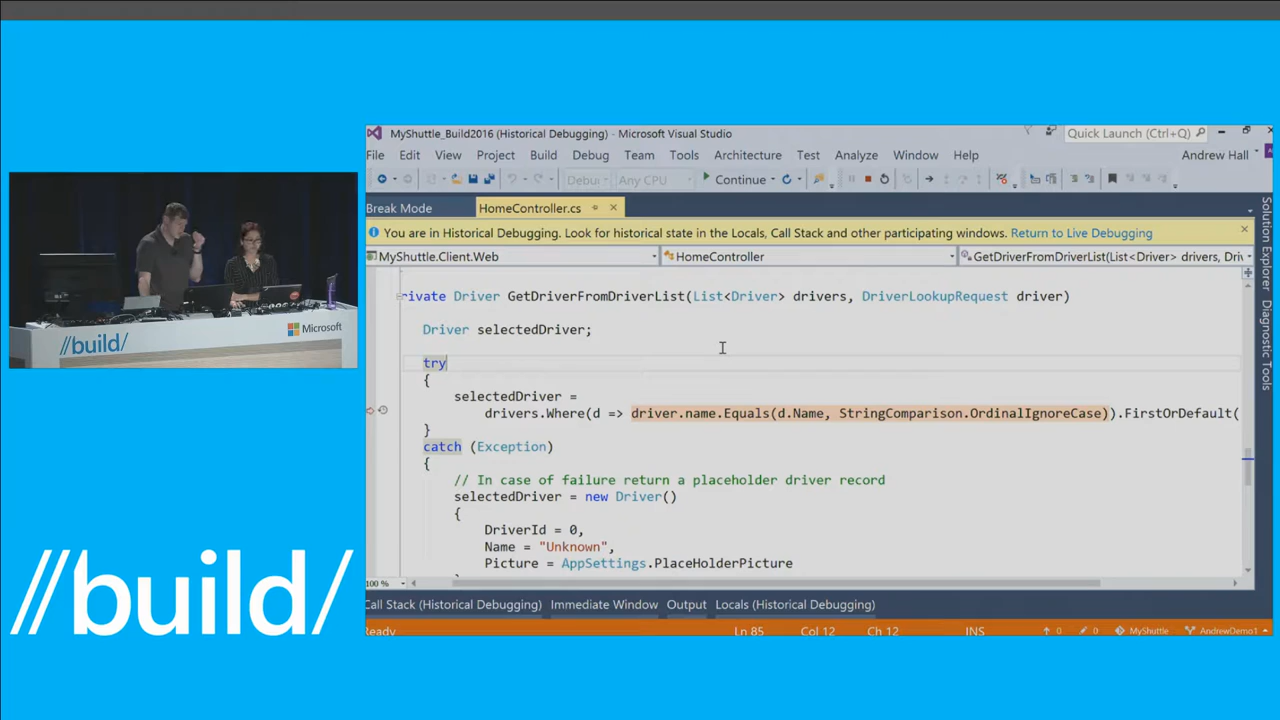 MyShuttle_Build2016 (Historical Debugging) - Microsoft Visual Studio
Quick Launch (Ctrl+Q)
File Edit View Project Build Debug Team Tools Architecture Test Analyze Window Help
Andrew Hall
Debu
Any CPU
Continue
Break Mode
HomeController.cs
You are in Historical Debugging. Look for historical state in the Locals, Call Stack and other participating windows. Return to Live Debugging
MyShuttle.Client.Web
HomeController
GetDriverFromDriverList(List<Driver> drivers, Driv
rivate Driver GetDriverFromDriverList(List<Driver> drivers, DriverLookupRequest driver)
Driver selectedDriver;
try
{
selectedDriver =
drivers.Where(d => driver.name.Equals(d.Name, StringComparison.OrdinalIgnoreCase)).FirstOrDefault(
}
catch (Exception)
{
// In case of failure return a placeholder driver record
selectedDriver = new Driver()
{
DriverId = 0,
Name = "Unknown",
Picture = AppSettings.PlaceHolderPicture
100 %
Call Stack (Historical Debugging) Immediate Window Output Locals (Historical Debugging)
Ready
Ln 85 Col 12 Ch 12 INS
0
0
MyShuttle
AndrewDemo1
Solution Explorer
Diagnostic Tools
//build/
Microsoft
//build/